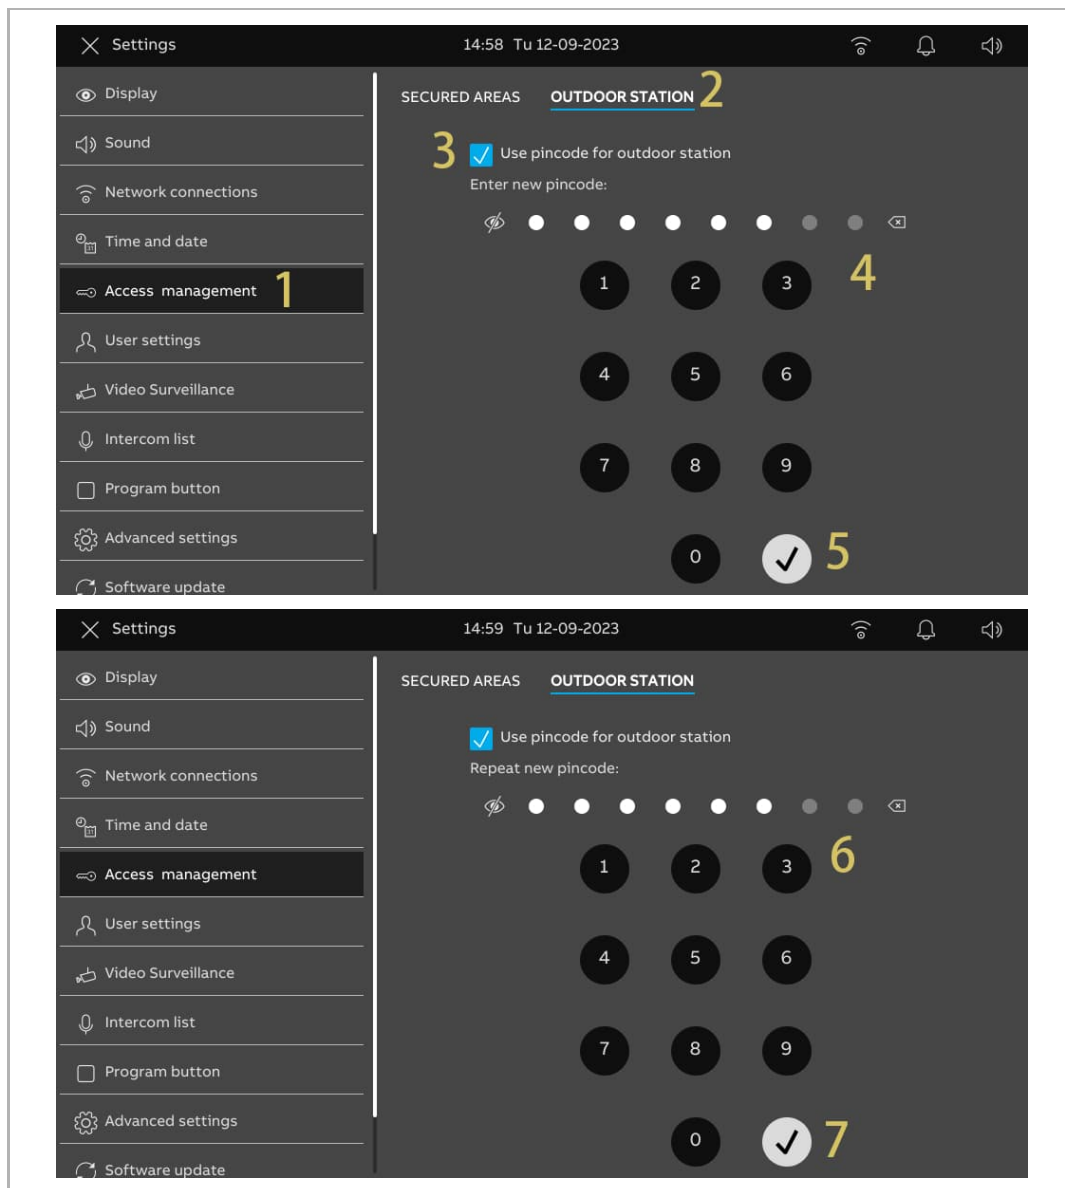 Settings 14:58 Tu 12-09-2023
Display
SECURED AREAS OUTDOOR STATION 2
Sound
3 Use pincode for outdoor station
Network connections
Enter new pincode:
Time and date
Access management 1
1 2 3 4
User settings
Video Surveillance
4 5 6
Intercom list
Program button
7 8 9
Advanced settings
0 5
Software update
Settings 14:59 Tu 12-09-2023
Display
SECURED AREAS OUTDOOR STATION
Sound
Use pincode for outdoor station
Network connections
Repeat new pincode:
Time and date
Access management
1 2 3 6
User settings
Video Surveillance
4 5 6
Intercom list
Program button
7 8 9
Advanced settings
0 7
Software update